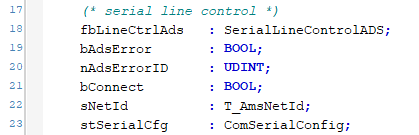 17 (* serial line control *)
18 fbLineCtrlAds : SerialLineControlADS;
19 bAdsError : BOOL;
20 nAdsErrorID : UDINT;
21 bConnect : BOOL;
22 sNetId : T_AmsNetId;
23 stSerialCfg : ComSerialConfig;